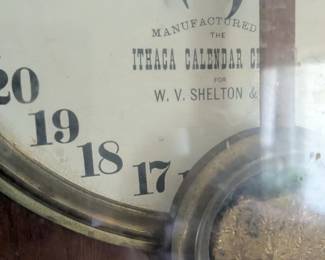 MANUFACTURED
THE
ITHACA CALENDAR
FOR
W. V. SHELTON &
20
19
18
17